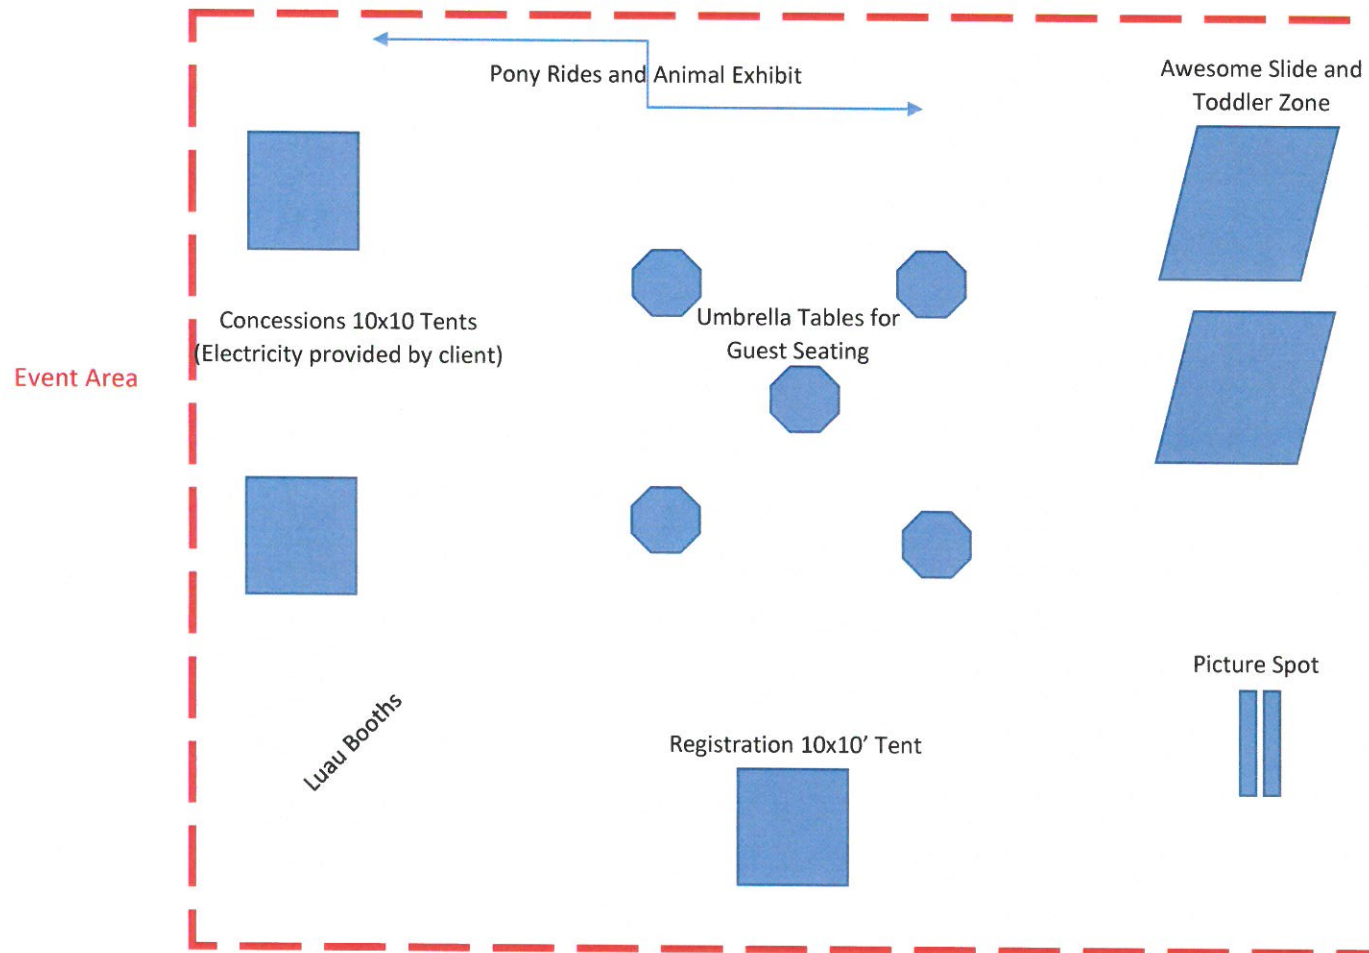 Pony Rides and Animal Exhibit
Awesome Slide and
Toddler Zone
Concessions 10x10 Tents
(Electricity provided by client)
Umbrella Tables for
Guest Seating
Event Area
Picture Spot
Luau Booths
Registration 10x10’ Tent